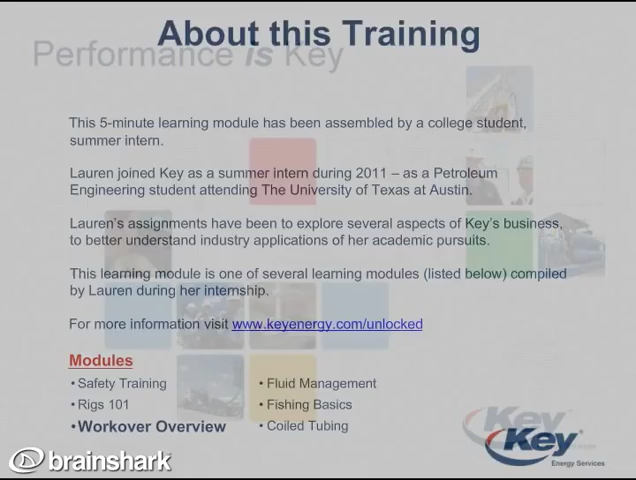 About this Training
Performance is Key
This 5-minute learning module has been assembled by a college student,
summer intern.
Lauren joined Key as a summer intern during 2011 – as a Petroleum
Engineering student attending The University of Texas at Austin.
Lauren's assignments have been to explore several aspects of Key's business,
to better understand industry applications of her academic pursuits.
This learning module is one of several learning modules (listed below) compiled
by Lauren during her internship.
For more information visit www.keyenergy.com/unlocked
Modules
• Safety Training
• Rigs 101
• Workover Overview
• Fluid Management
• Fishing Basics
• Coiled Tubing
Key
Key
Energy Services
brainshark